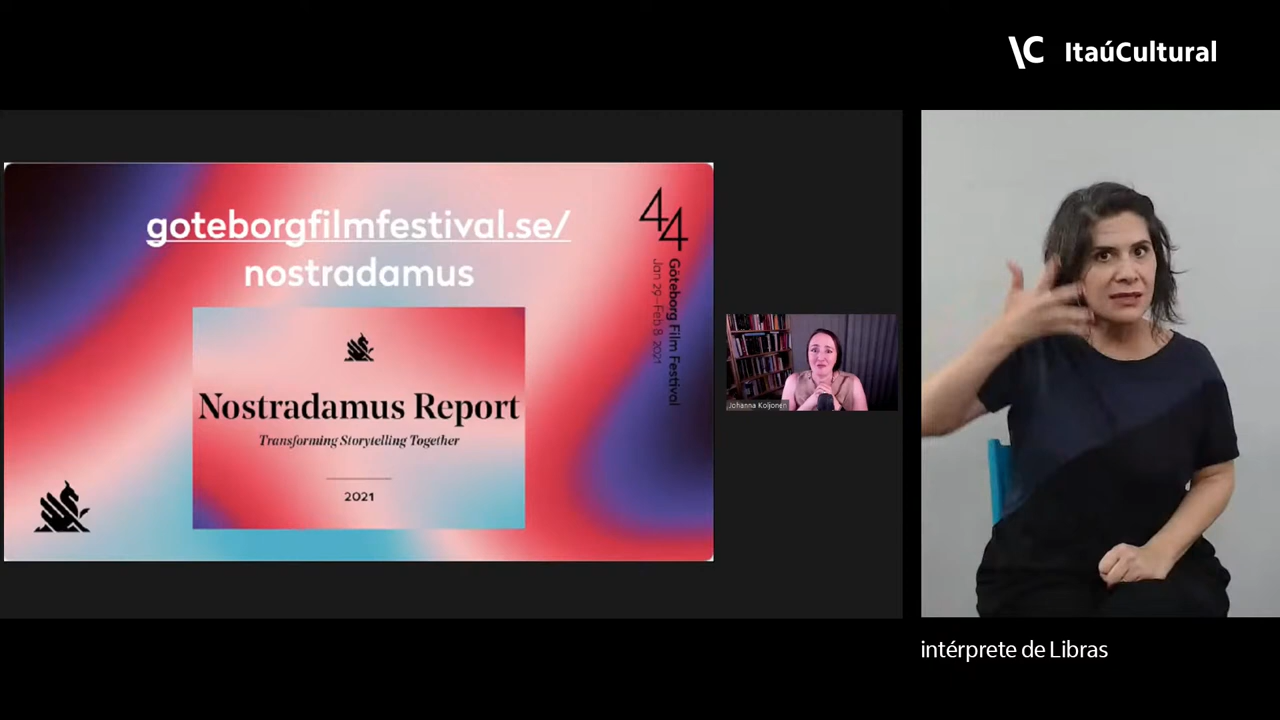 \C ItaúCultural
goteborgfilmfestival.se/
nostradamus
44
Göteborg Film Festival
Jan 29–Feb 8 2021
Nostradamus Report
Transforming Storytelling Together
2021
Johanna Koljonen
intérprete de Libras